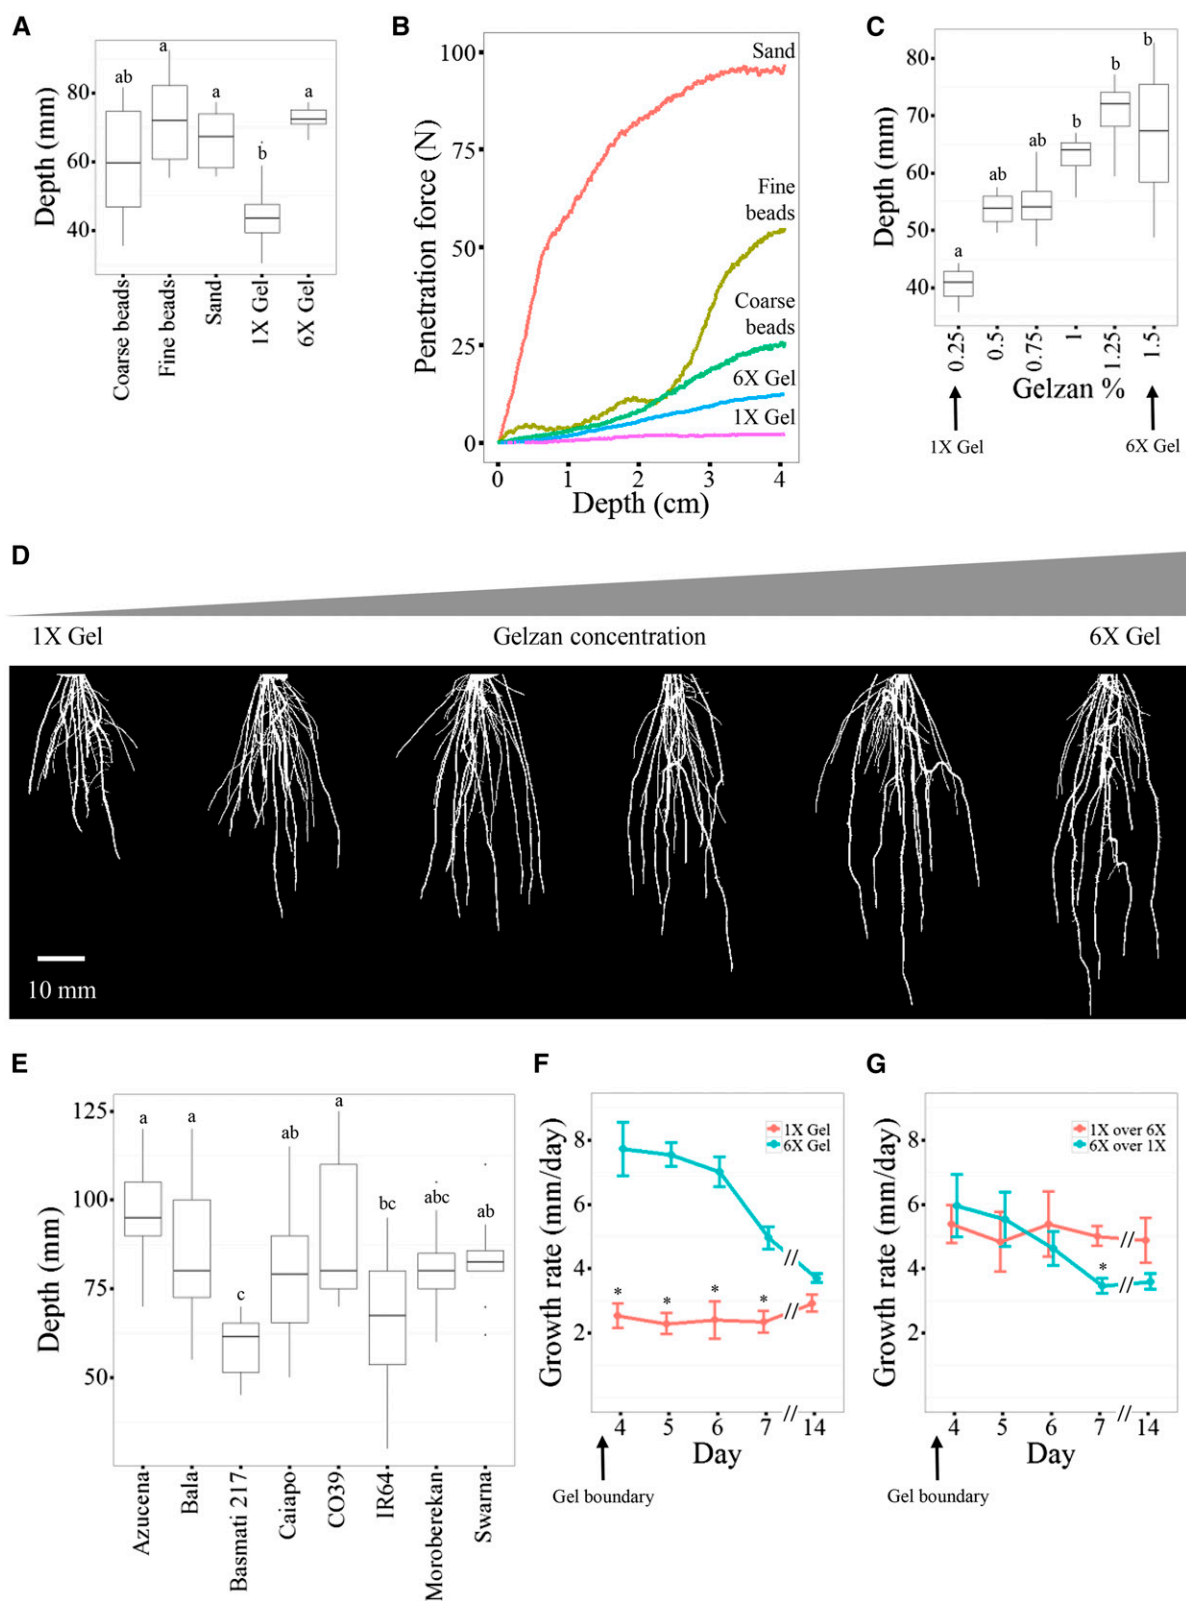 A
Depth (mm)
80
60
40
ab
a
a
b
a
Coarse beads
Fine beads
Sand
1X Gel
6X Gel
B
Penetration force (N)
100
75
50
25
0
Sand
Fine
beads
Coarse
beads
6X Gel
1X Gel
0
1
2
3
4
Depth (cm)
C
Depth (mm)
80
70
60
50
40
a
ab
ab
b
b
b
0.25
0.5
0.75
1
1.25
1.5
Gelzan %
1X Gel
6X Gel
D
1X Gel
Gelzan concentration
6X Gel
10 mm
E
Depth (mm)
125
100
75
50
a
a
c
ab
a
bc
abc
ab
Azucena
Bala
Basmati 217
Caiapo
CO39
IR64
Moroberekan
Swarna
F
Growth rate (mm/day)
8
6
4
2
1X Gel
6X Gel
//
* * * * //
4
5
6
7
//
14
Day
Gel boundary
G
Growth rate (mm/day)
8
6
4
2
1X over 6X
6X over 1X
//
* //
4
5
6
7
//
14
Day
Gel boundary